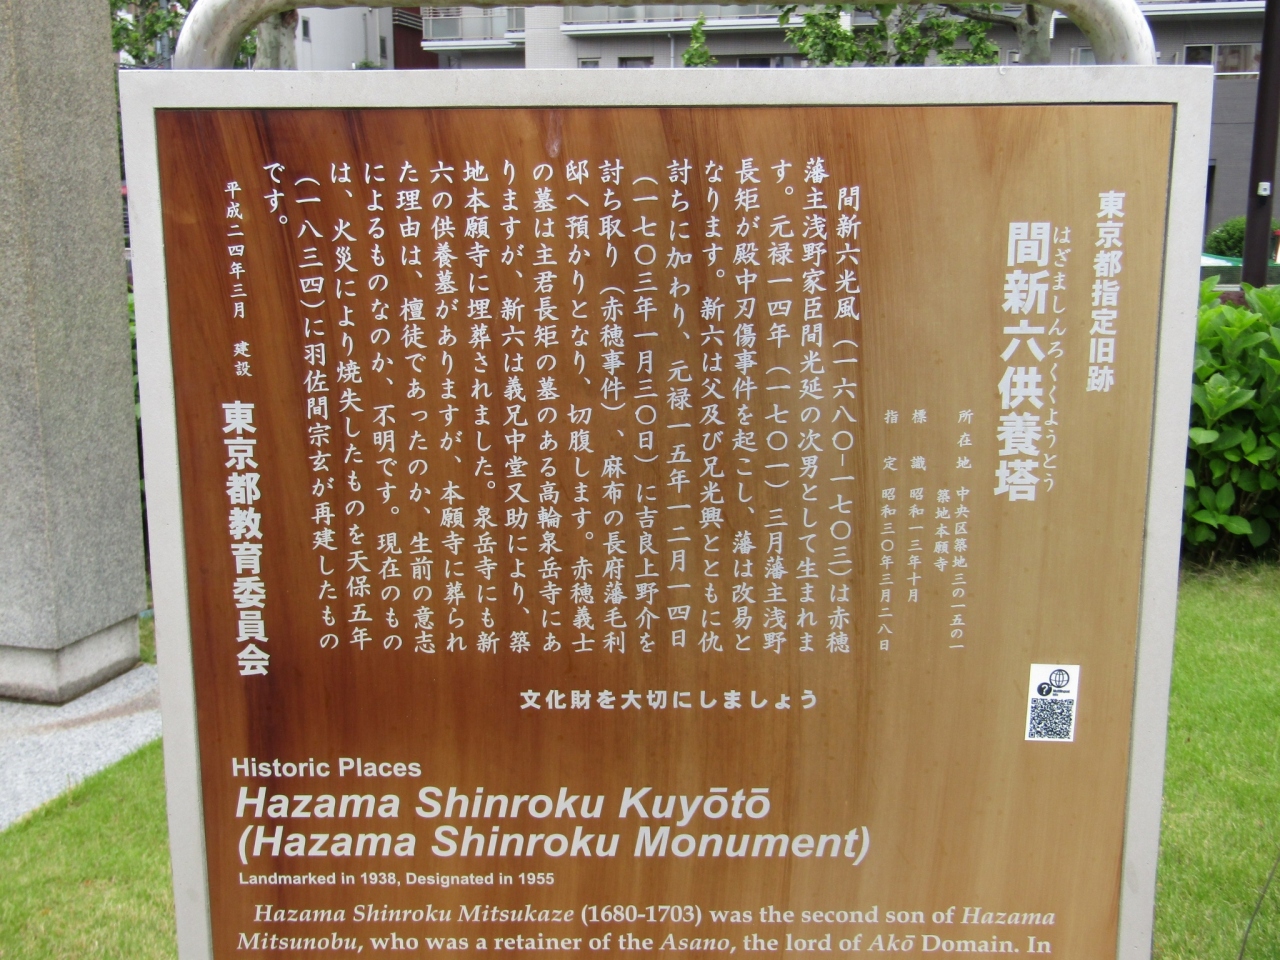 東京都指定旧跡
はざましんろくくようとう
間新六供養塔
所在地 中央区築地三の一五の一
築地本願寺
標識 昭和一三年十月
指定 昭和三〇年三月二八日
間新六光風（一六八〇－一七〇三）は赤穂
藩主浅野家臣間光延の次男として生まれま
す。元禄一四年（一七〇一）三月藩主浅野
長矩が殿中刃傷事件を起こし、藩は改易と
なります。新六は父及び兄光興とともに仇
討ちに加わり、元禄一五年一二月一四日
（一七〇三年一月三〇日）に吉良上野介を
討ち取り（赤穂事件）、麻布の長府藩毛利
邸へ預かりとなり、切腹します。赤穂義士
の墓は主君長矩の墓のある高輪泉岳寺にあ
りますが、新六は義兄中堂又助により、築
地本願寺に埋葬されました。泉岳寺にも新
六の供養墓がありますが、本願寺に葬られ
た理由は、檀徒であったのか、生前の意志
によるものなのか、不明です。現在のもの
は、火災により焼失したものを天保五年
（一八三四）に羽佐間宗玄が再建したもの
です。
平成二四年三月 建設
東京都教育委員会
文化財を大切にしましょう
Historic Places
Hazama Shinroku Kuyōtō
(Hazama Shinroku Monument)
Landmarked in 1938, Designated in 1955
Hazama Shinroku Mitsukaze (1680-1703) was the second son of Hazama
Mitsunobu, who was a retainer of the Asano, the lord of Akō Domain. In